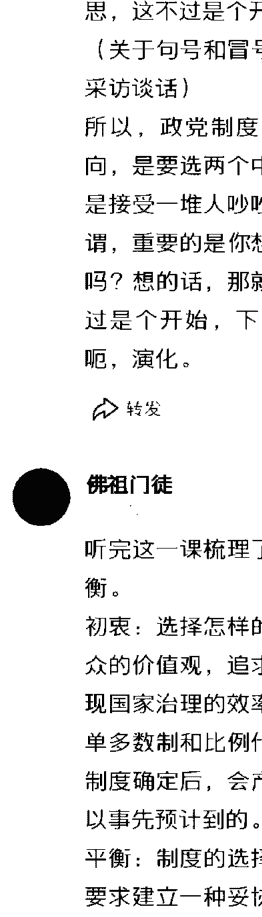 思，这不过是个开
（关于句号和冒号
采访谈话）
所以，政党制度
向，是要选两个中
是接受一堆人吵吵
谓，重要的是你想
吗？想的话，那就
过是个开始，下
呃，演化。
转发
佛祖门徒
听完这一课梳理了
衡。
初衷：选择怎样的
众的价值观，追求
现国家治理的效率
单多数制和比例代
制度确定后，会产
以事先预计到的。
平衡：制度的选择
要求建立一种妥协